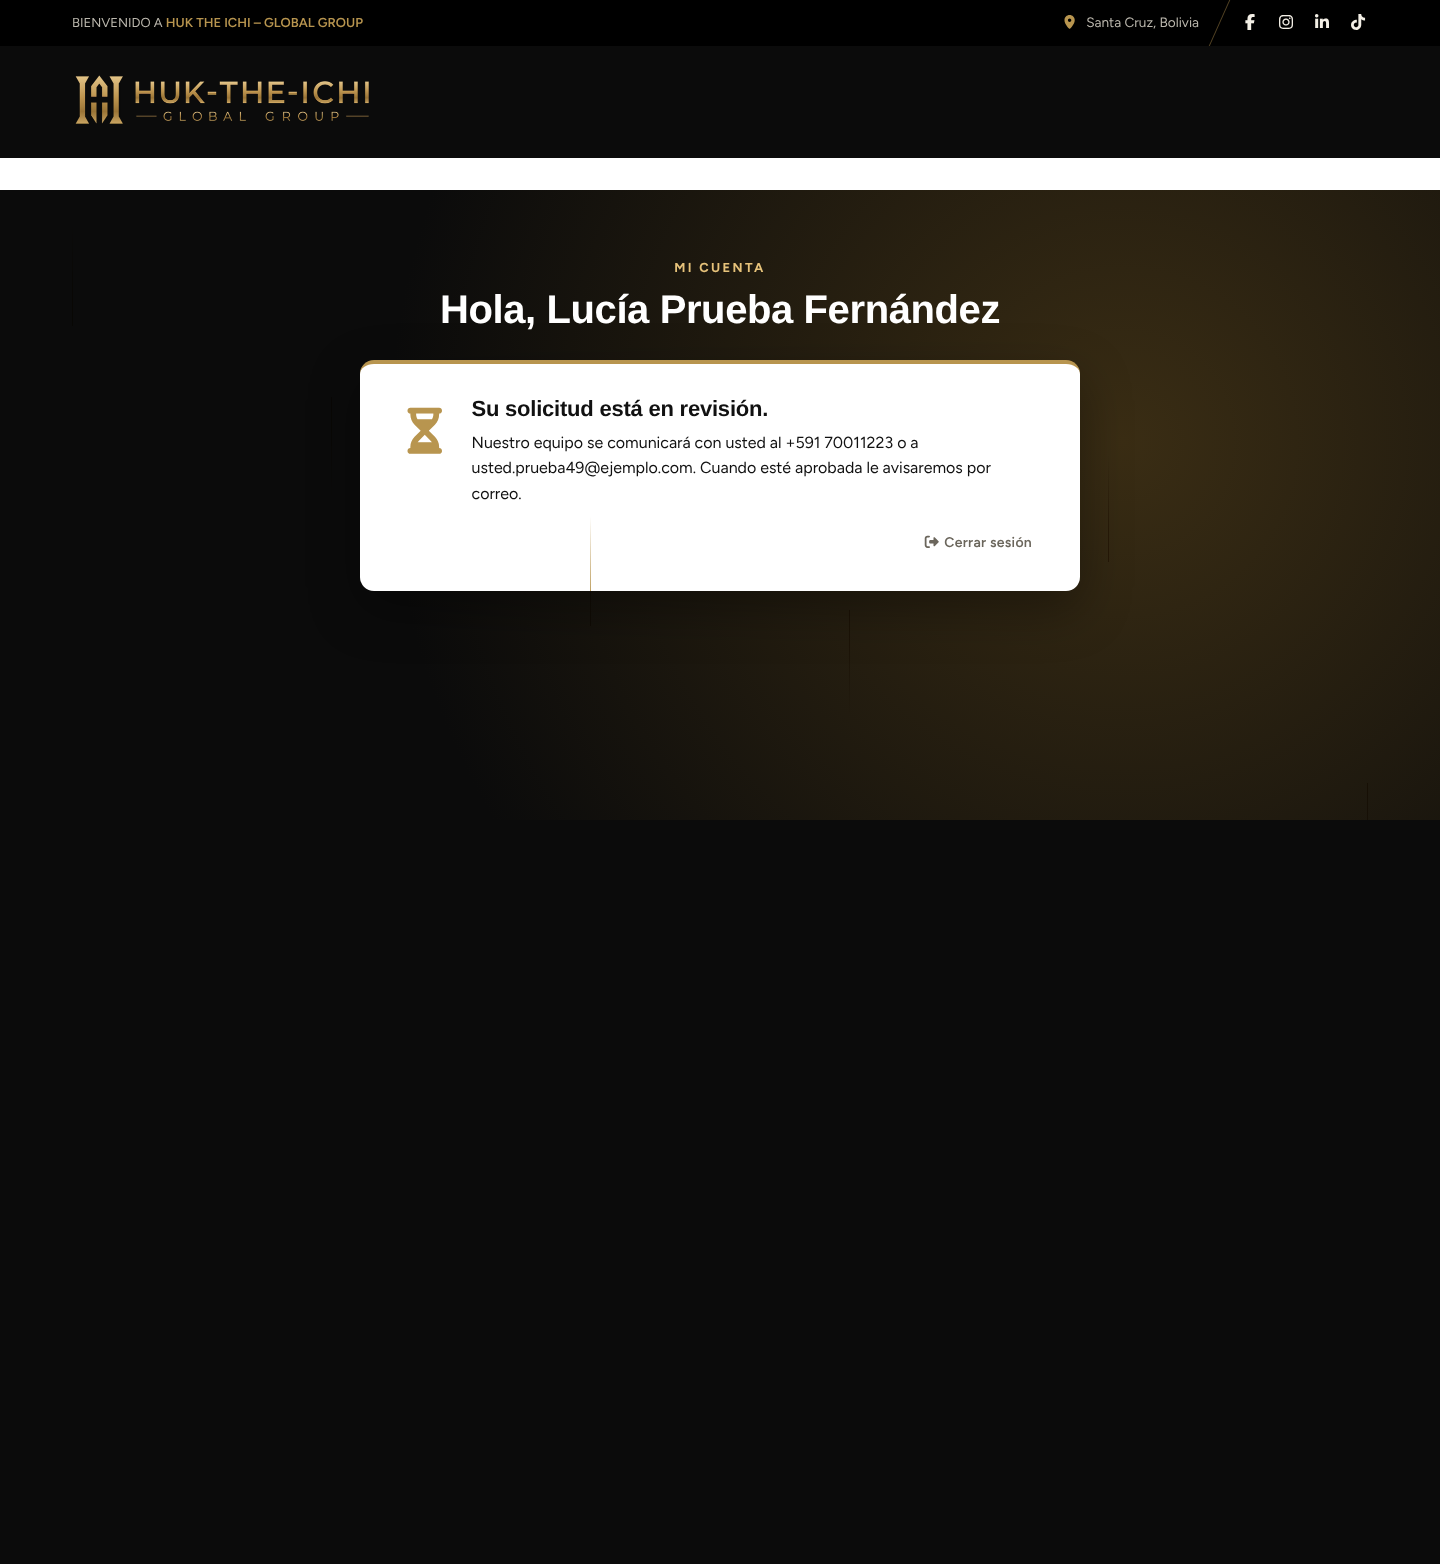 BIENVENIDO A HUK THE ICHI – GLOBAL GROUP
Santa Cruz, Bolivia
HUK-THE-ICHI
GLOBAL GROUP
MI CUENTA
Hola, Lucía Prueba Fernández
Su solicitud está en revisión.
Nuestro equipo se comunicará con usted al +591 70011223 o a
usted.prueba49@ejemplo.com. Cuando esté aprobada le avisaremos por
correo.
Cerrar sesión